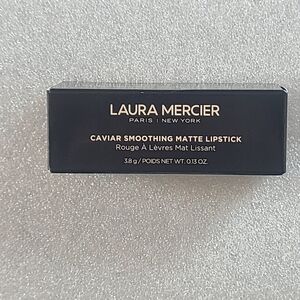 LAURA MERCIER
PARIS | NEW YORK
CAVIAR SMOOTHING MATTE LIPSTICK
Rouge À Lèvres Mat Lissant
3.8 g / POIDS NET WT. 0.13 OZ.